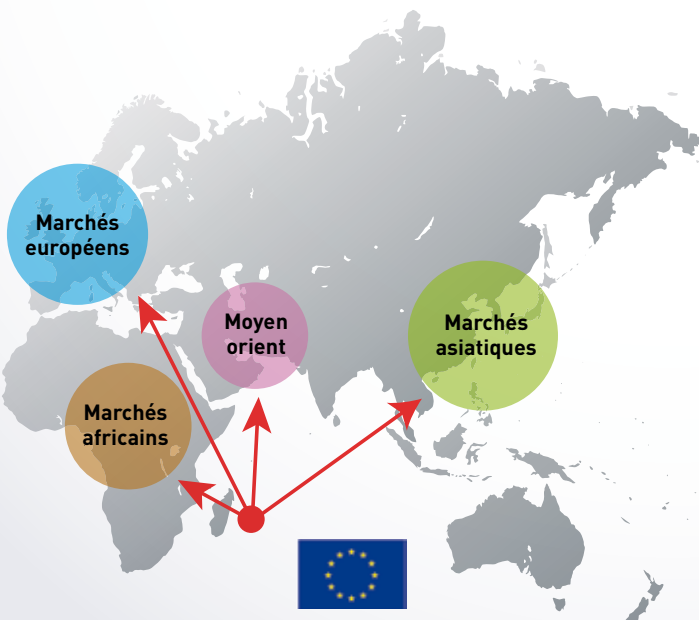 Marchés
européens
Moyen
orient
Marchés
asiatiques
Marchés
africains